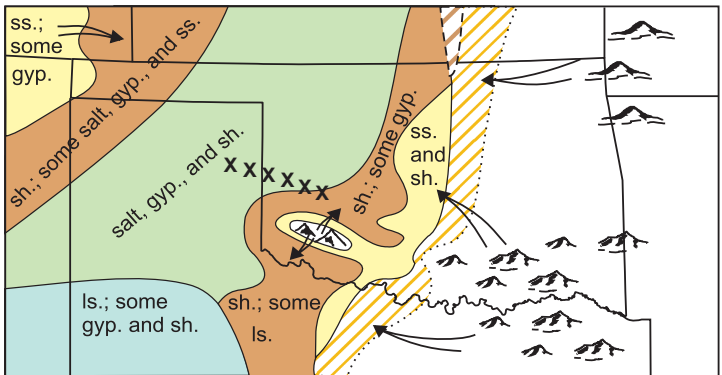 ss.;
some
gyp.
sh.; some salt, gyp., and ss.
salt, gyp., and sh.
X X X X X X
sh.; some gyp.
ss.
and
sh.
ls.; some
gyp. and sh.
sh.; some
ls.